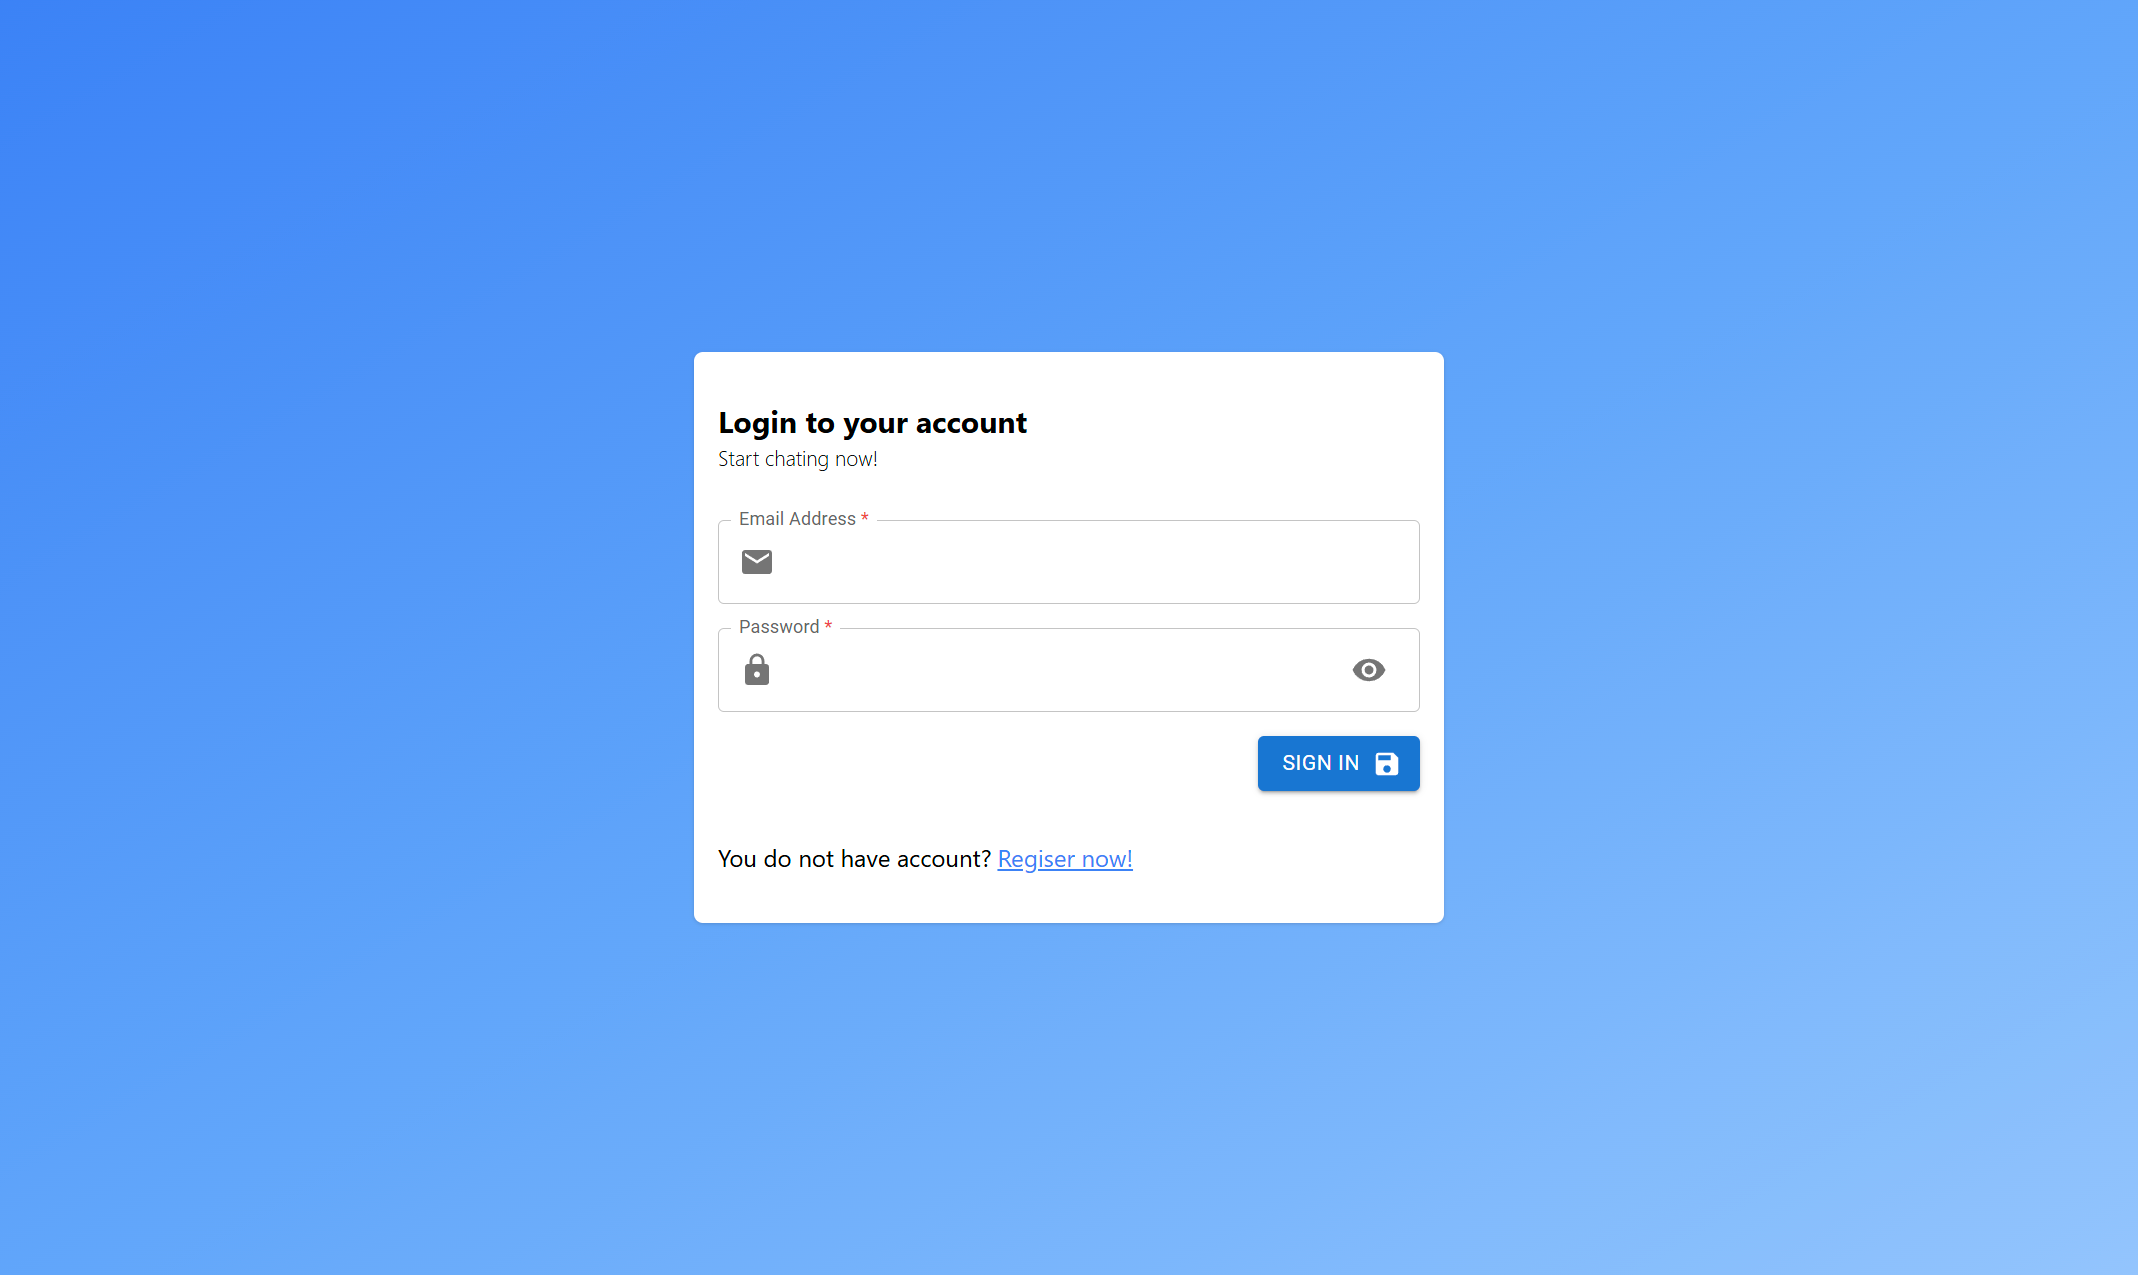 Login to your account
Start chating now!
Email Address *
Password *
SIGN IN
You do not have account? Regiser now!